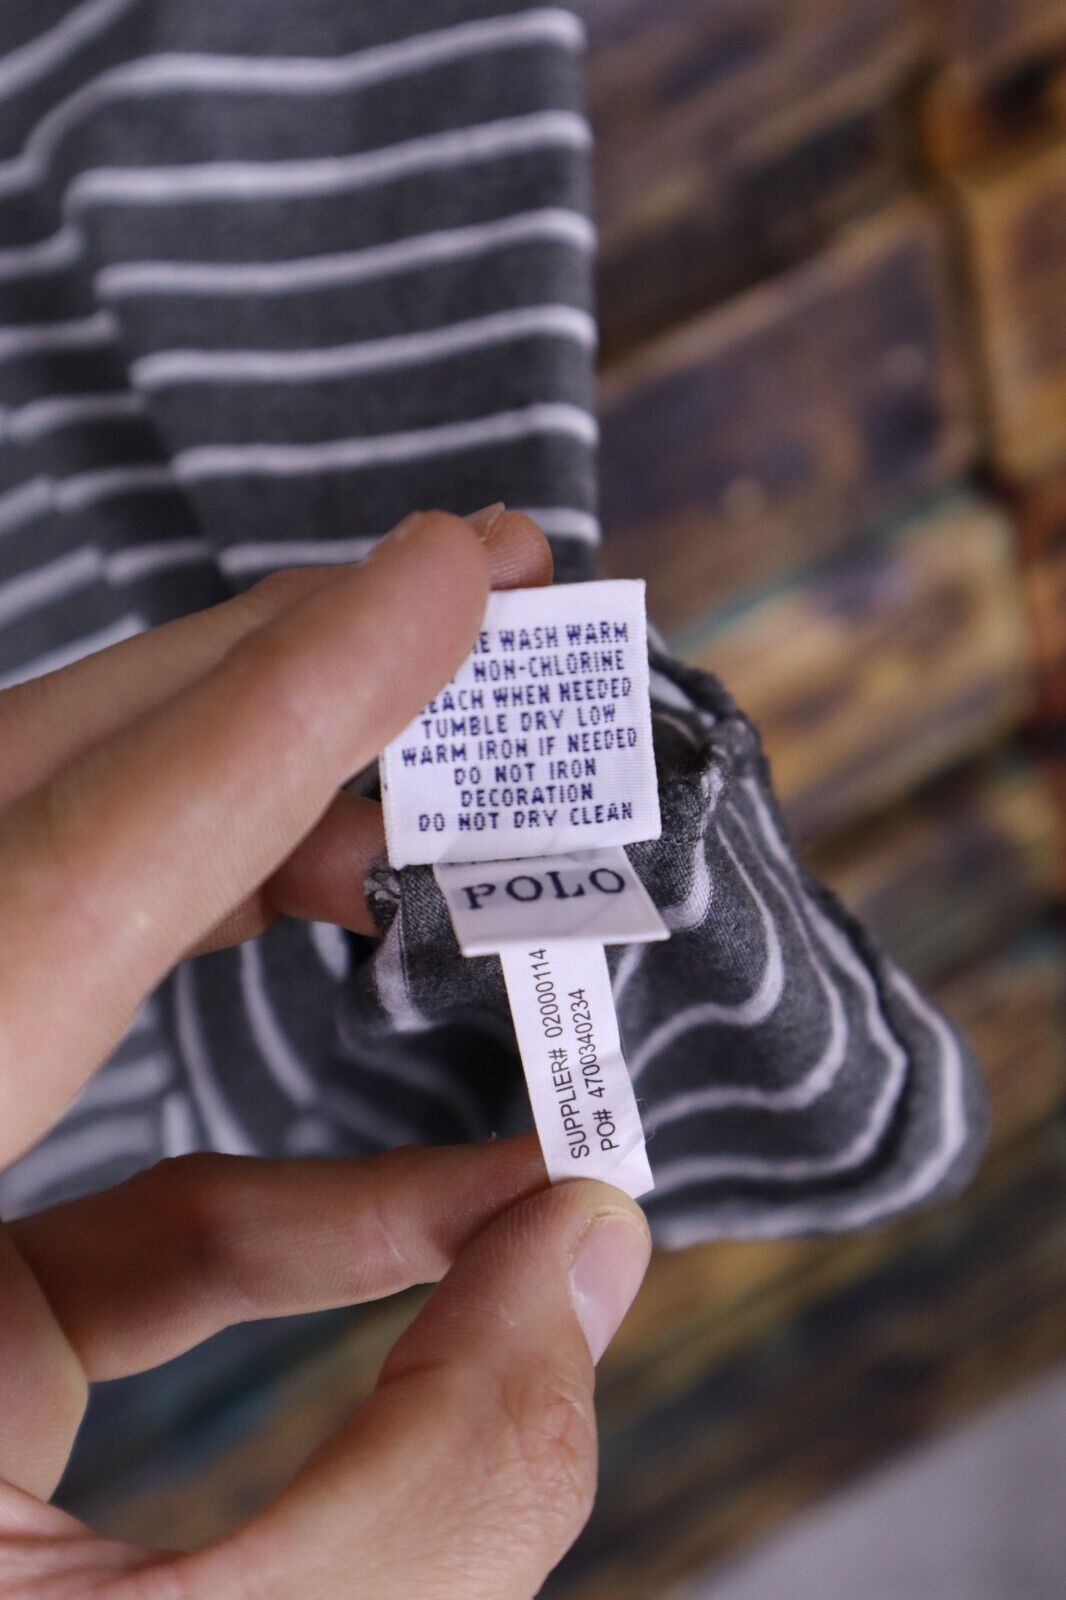 WASH WARM
NON-CHLORINE
WHEN NEEDED
TUMBLE DRY LOW
WARM IRON IF NEEDED
DO NOT IRON
DECORATION
DO NOT DRY CLEAN
POLO
SUPPLIER# 02000114
PO# 4700340234